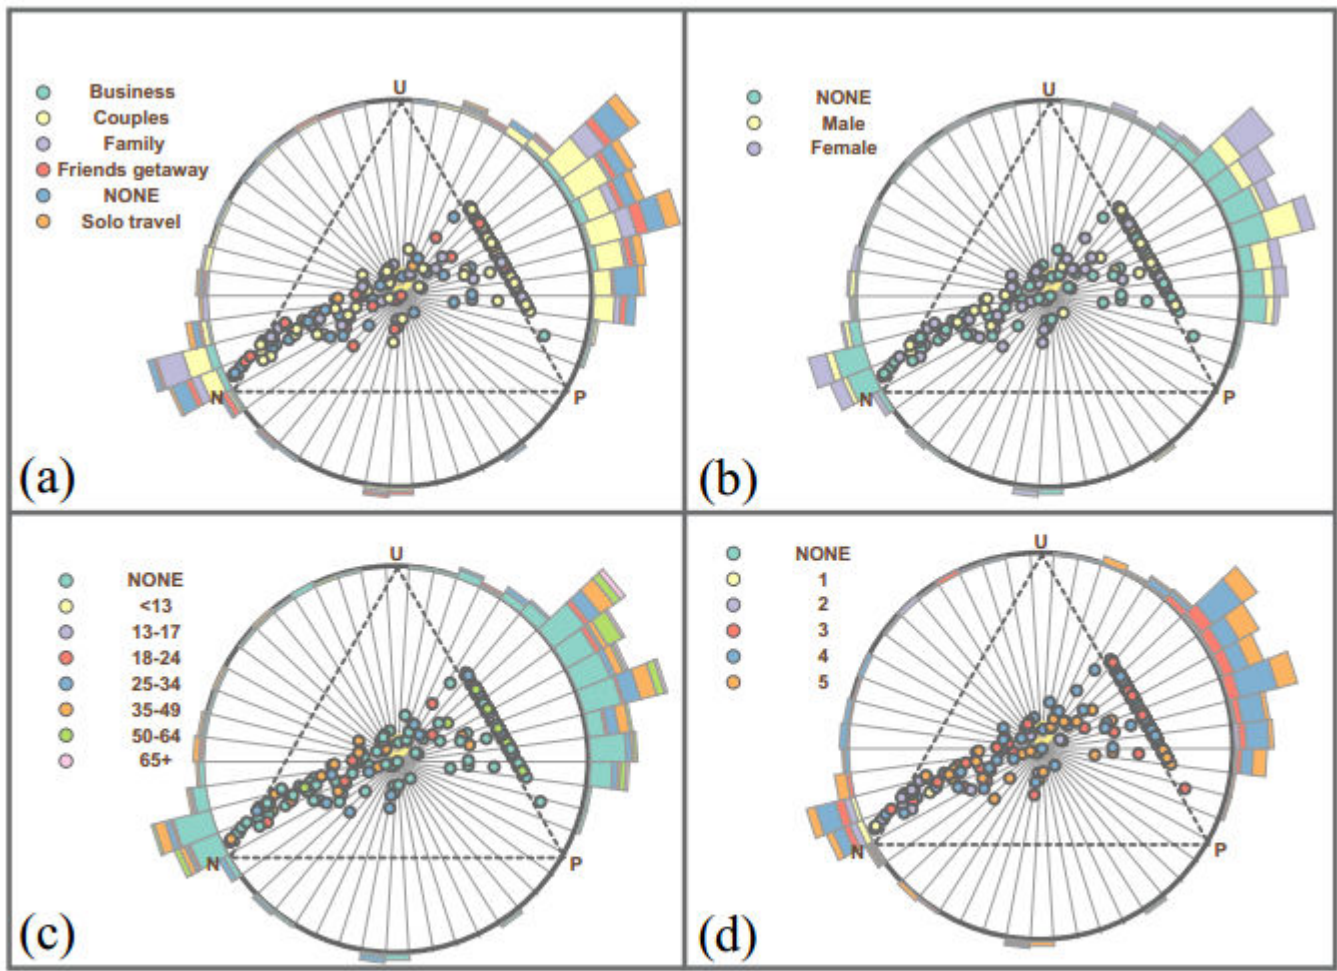 U
Business
Couples
Family
Friends getaway
NONE
Solo travel
N
P
(a)
U
NONE
Male
Female
N
P
(b)
U
NONE
<13
13-17
18-24
25-34
35-49
50-64
65+
N
P
(c)
U
NONE
1
2
3
4
5
N
P
(d)